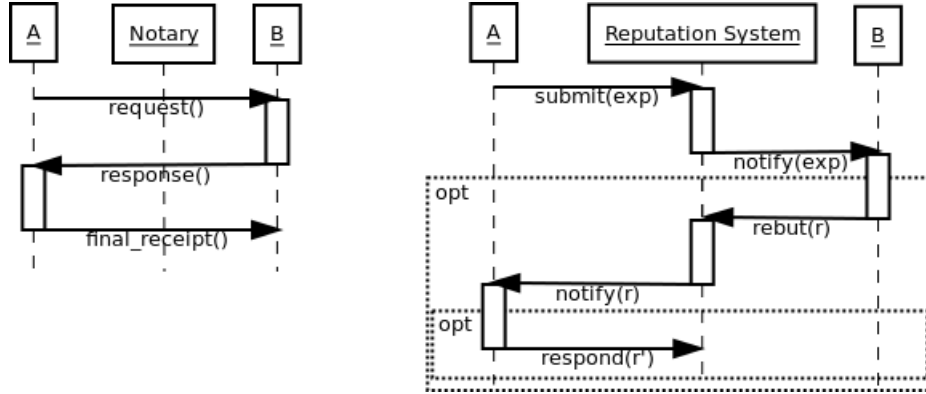 A
Notary
B
request()
response()
final_receipt()
A
Reputation System
B
submit(exp)
notify(exp)
opt
rebut(r)
notify(r)
opt
respond(r')